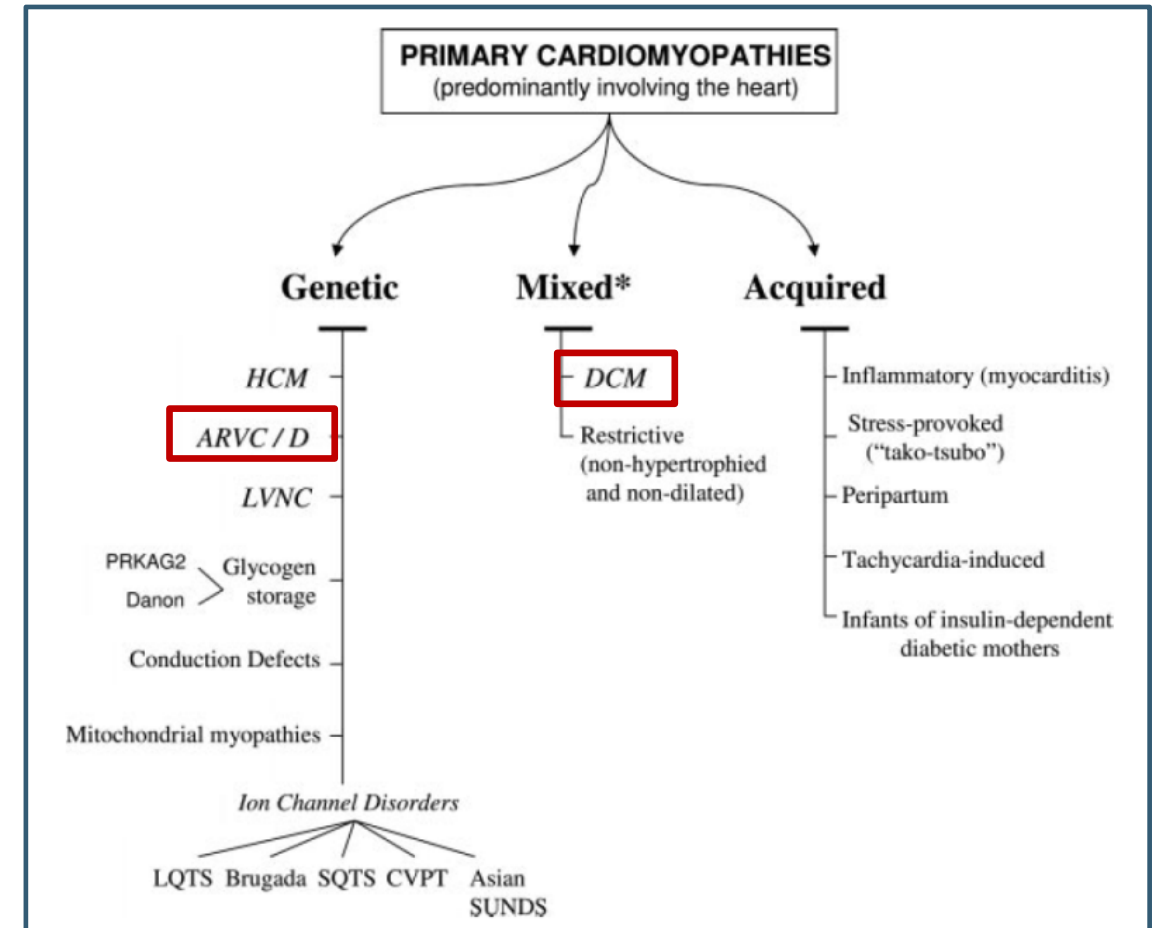 PRIMARY CARDIOMYOPATHIES
(predominantly involving the heart)
Genetic
HCM
ARVC / D
LVNC
PRKAG2
Danon
Glycogen
storage
Conduction Defects
Mitochondrial myopathies
Ion Channel Disorders
LQTS Brugada SQTS CVPT Asian
SUNDS
Mixed*
DCM
Restrictive
(non-hypertrophied
and non-dilated)
Acquired
Inflammatory (myocarditis)
Stress-provoked
(“tako-tsubo”)
Peripartum
Tachycardia-induced
Infants of insulin-dependent
diabetic mothers